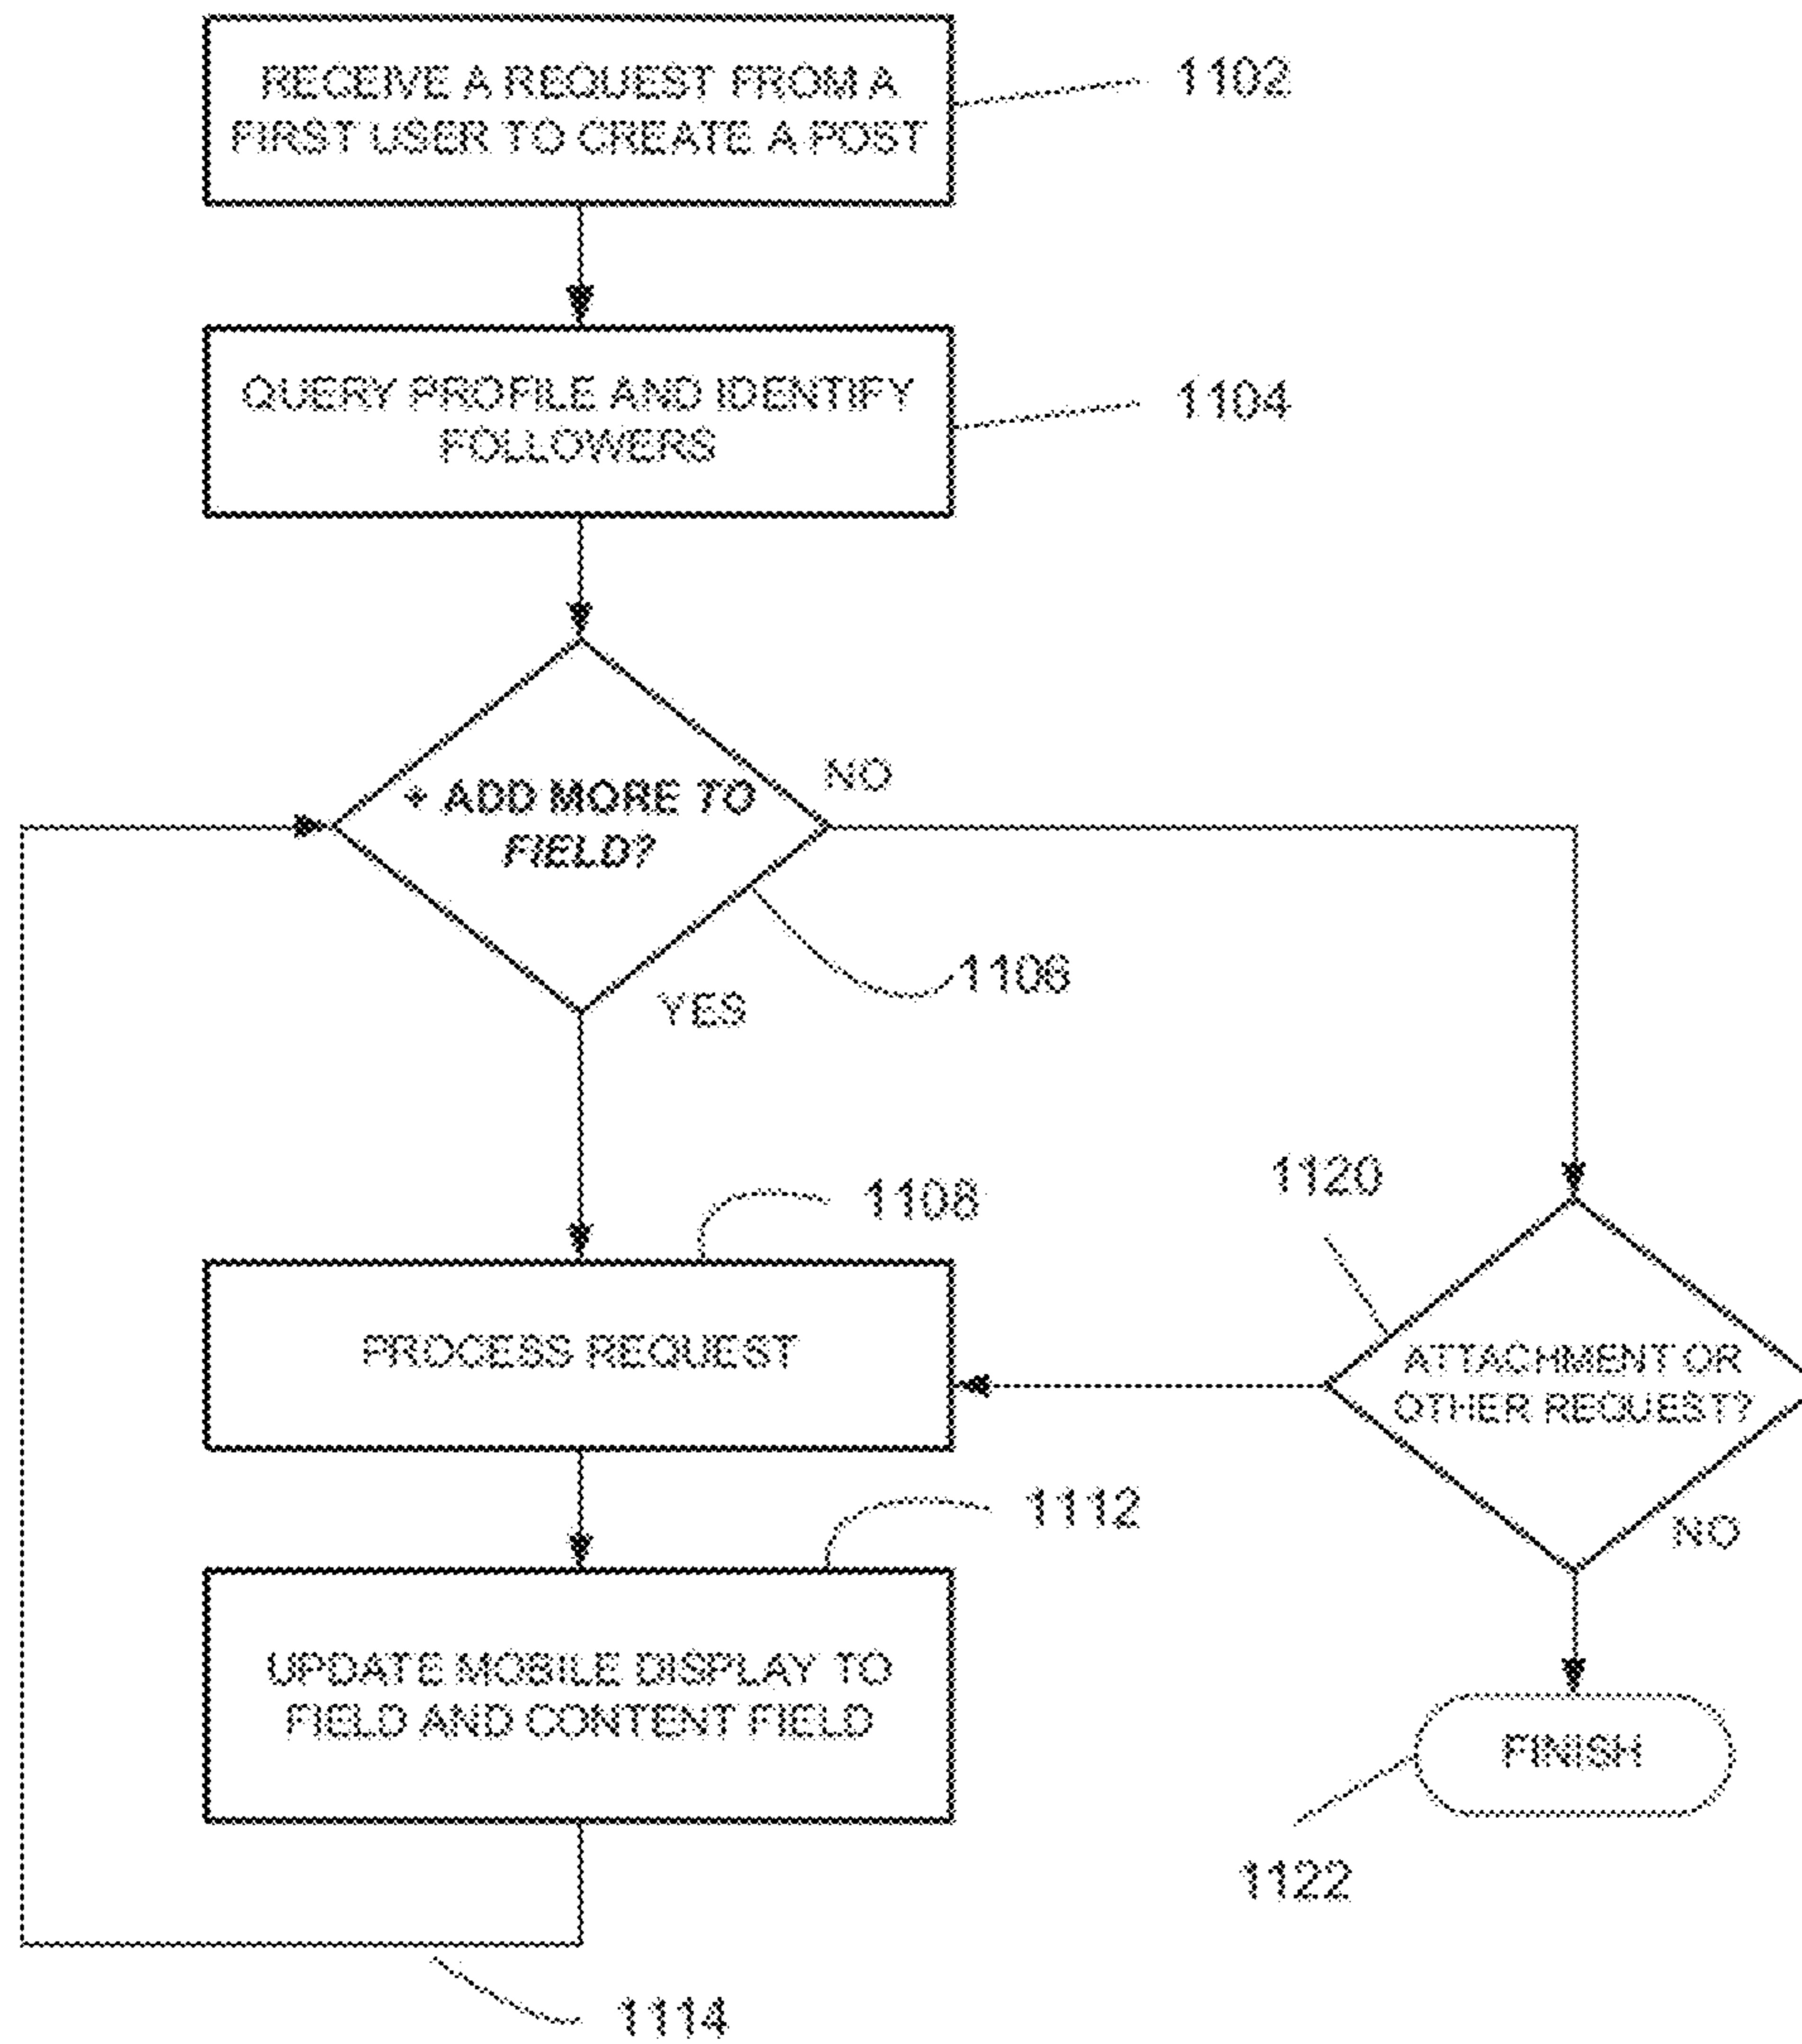 RECEIVE A REQUEST FROM A
FIRST USER TO CREATE A POST
1102
QUERY PROFILE AND IDENTIFY
FOLLOWERS
1104
+ ADD MORE TO
FIELD?
NO
1106
YES
1108
PROCESS REQUEST
1120
ATTACHMENT OR
OTHER REQUEST?
NO
1112
UPDATE MOBILE DISPLAY TO
FIELD AND CONTENT FIELD
FINISH
1122
1114